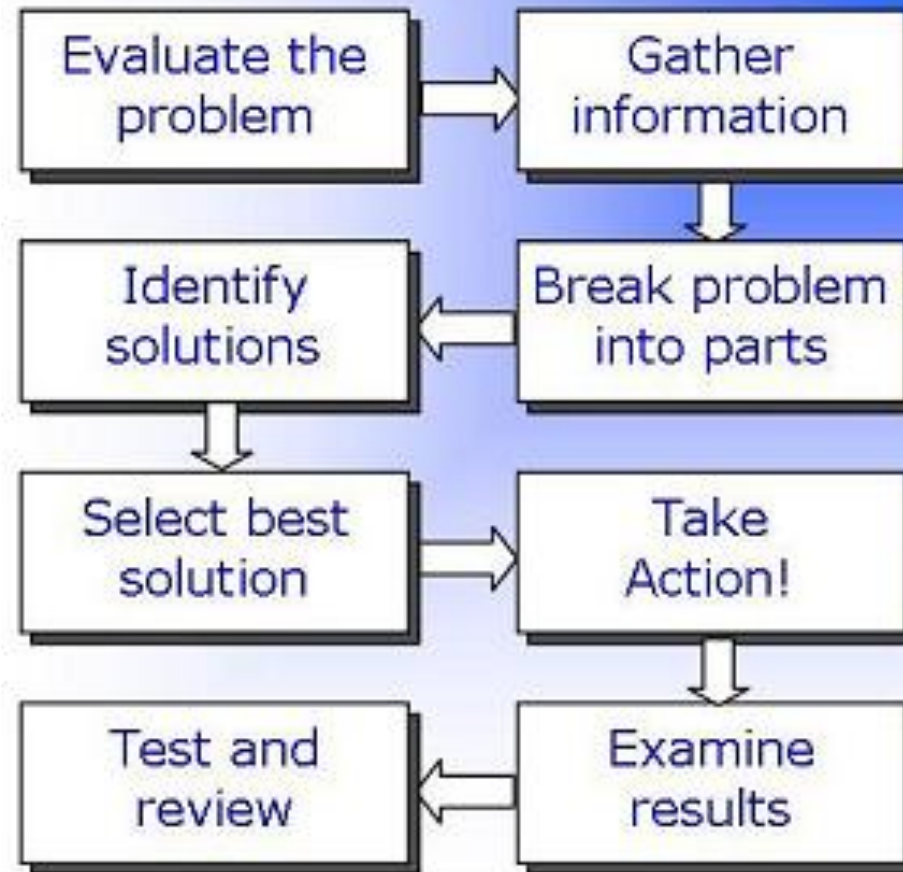 Evaluate the
problem
Gather
information
Break problem
into parts
Identify
solutions
Select best
solution
Take
Action!
Examine
results
Test and
review